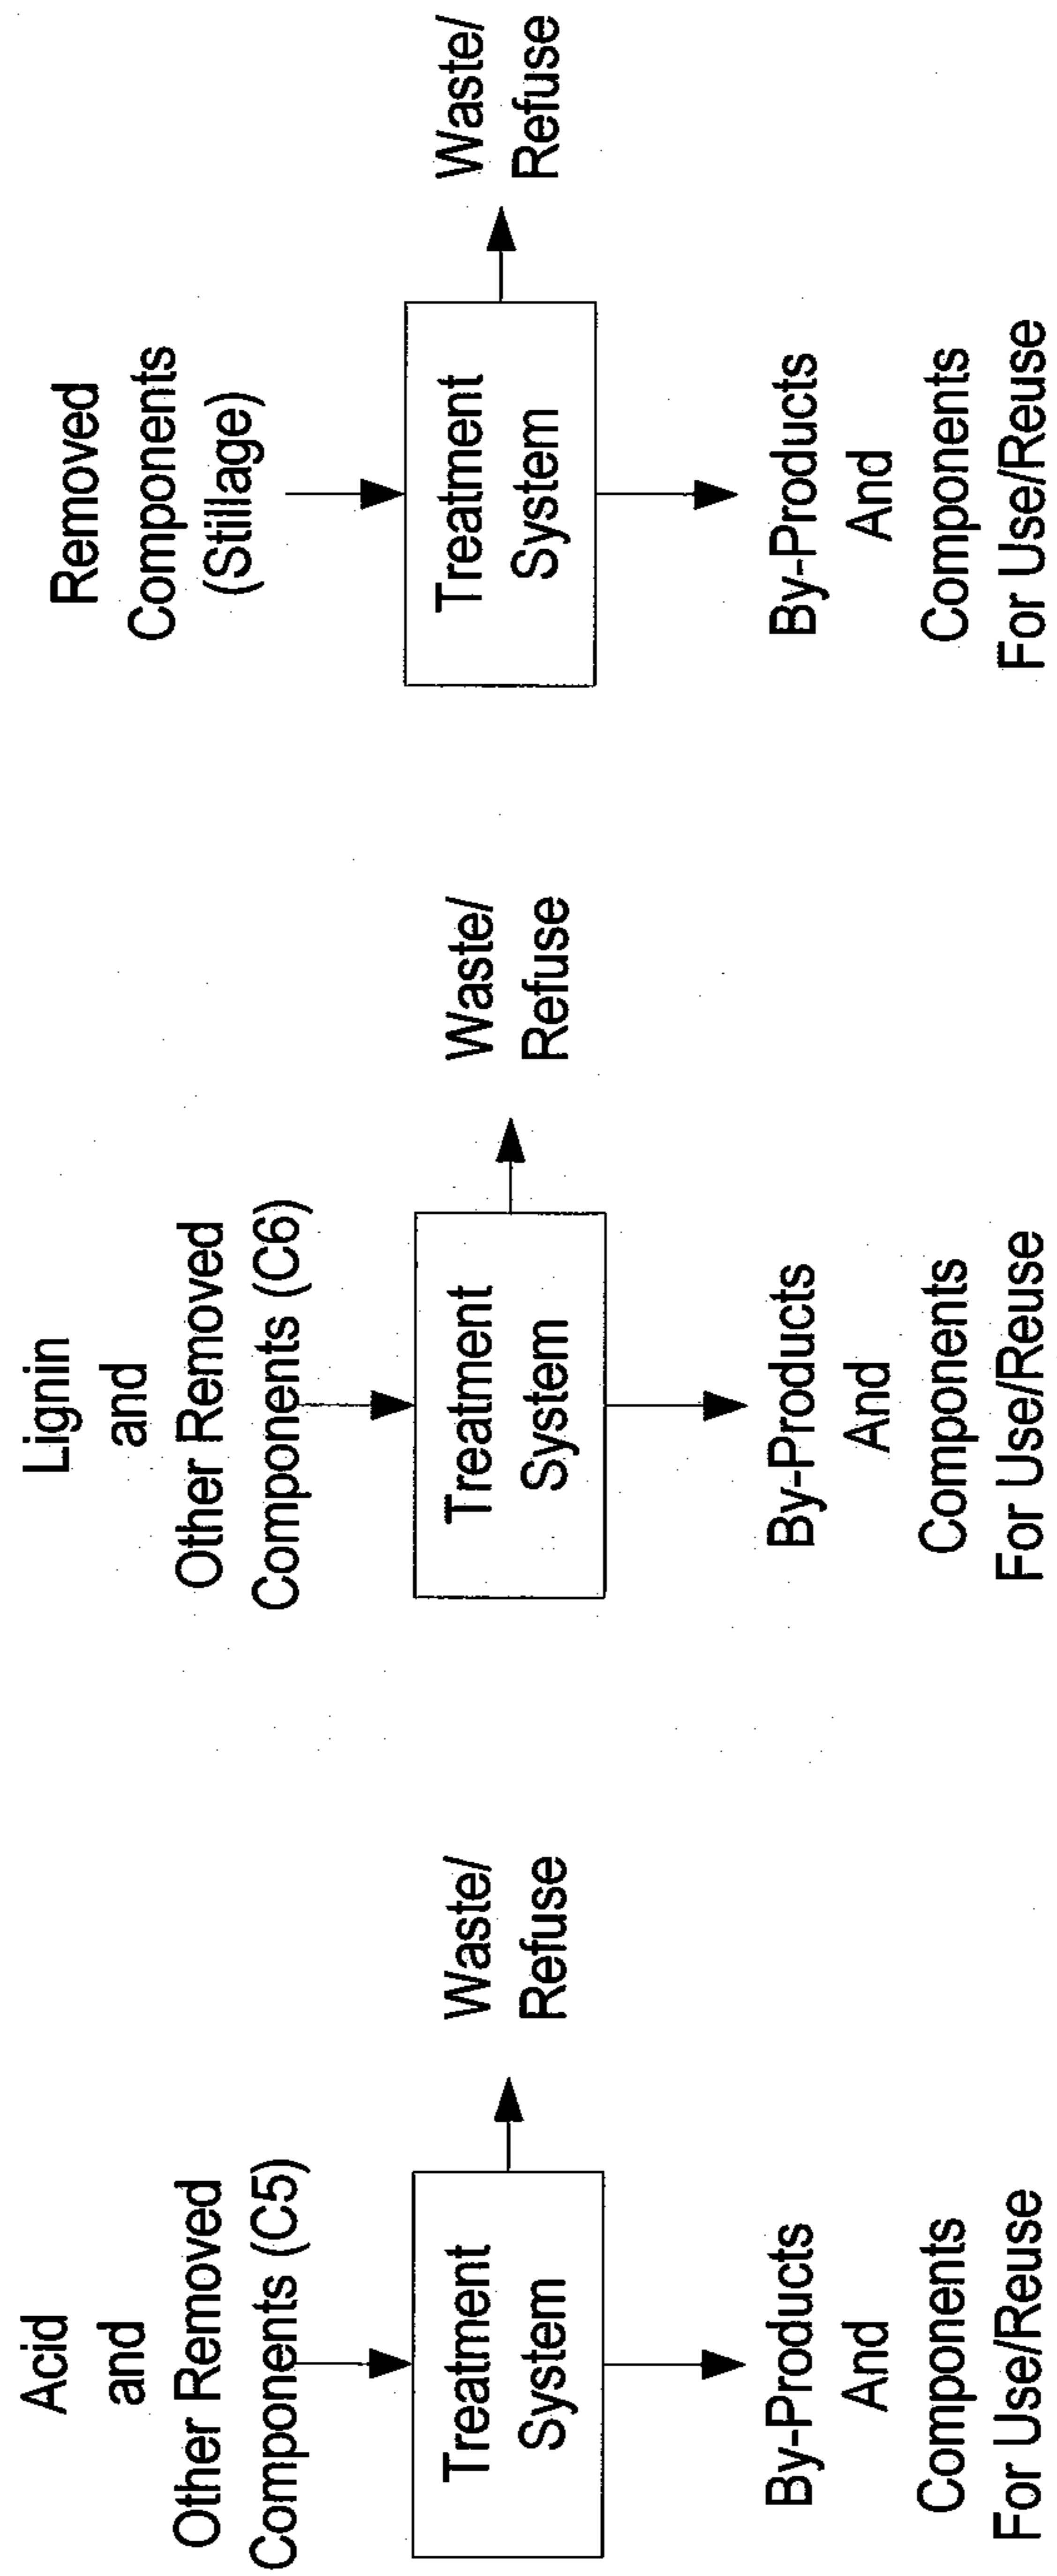 Acid
and
Other Removed
Components (C5)
Treatment
System
Waste/
Refuse
By-Products
And
Components
For Use/Reuse
Lignin
and
Other Removed
Components (C6)
Treatment
System
Waste/
Refuse
By-Products
And
Components
For Use/Reuse
Removed
Components
(Stillage)
Treatment
System
Waste/
Refuse
By-Products
And
Components
For Use/Reuse